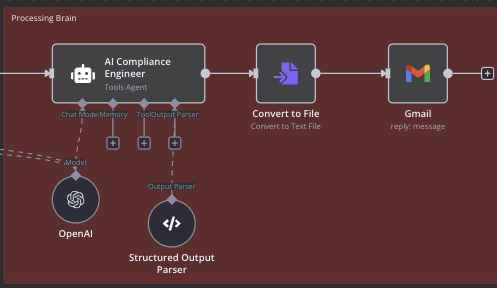 Processing Brain
AI Compliance
Engineer
Tools Agent
Chat Model
Memory
Tool
Output Parser
Convert to File
Convert to Text File
Gmail
reply: message
Model
OpenAI
Output Parser
Structured Output
Parser